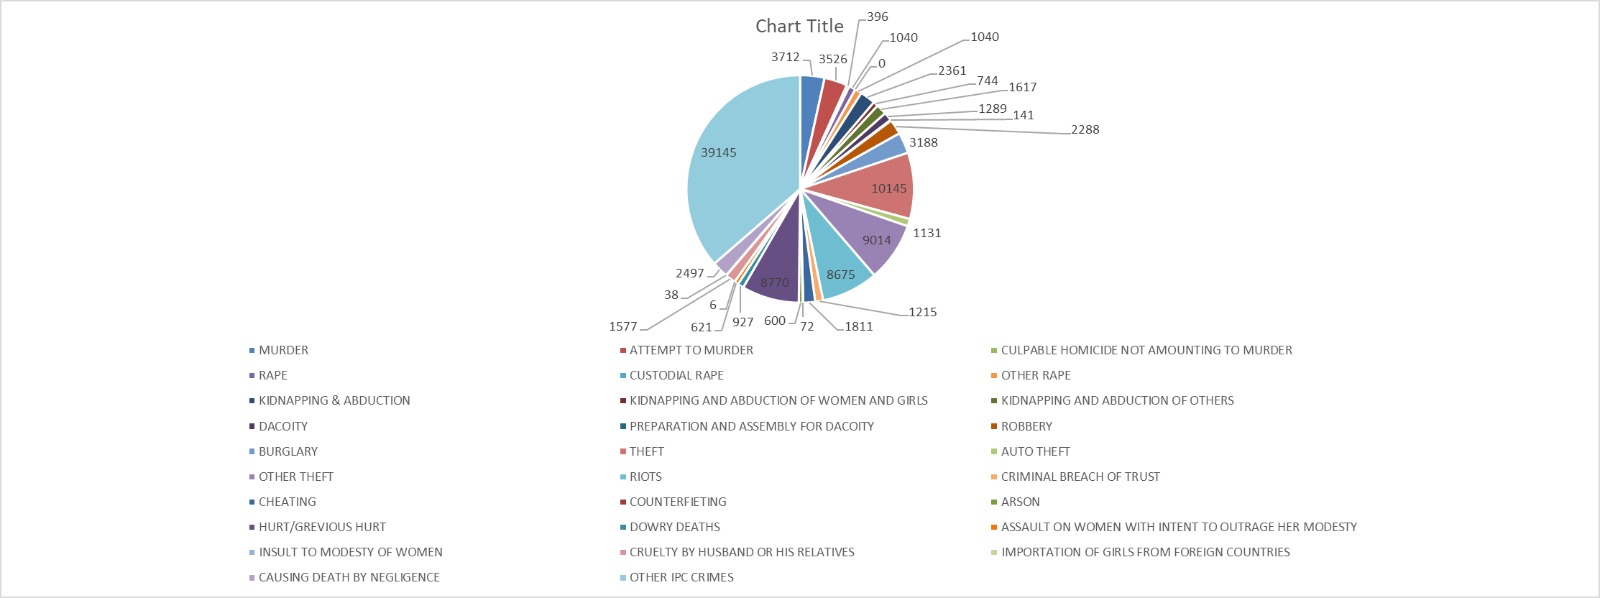 Chart Title
3712
3526
396
1040
0
1040
2361
744
1617
1289
141
2288
3188
10145
1131
9014
8675
1215
1811
72
600
8770
927
621
6
1577
38
2497
39145
MURDER
ATTEMPT TO MURDER
CULPABLE HOMICIDE NOT AMOUNTING TO MURDER
RAPE
CUSTODIAL RAPE
OTHER RAPE
KIDNAPPING & ABDUCTION
KIDNAPPING AND ABDUCTION OF WOMEN AND GIRLS
KIDNAPPING AND ABDUCTION OF OTHERS
DACOITY
PREPARATION AND ASSEMBLY FOR DACOITY
ROBBERY
BURGLARY
THEFT
AUTO THEFT
OTHER THEFT
RIOTS
CRIMINAL BREACH OF TRUST
CHEATING
COUNTERFIETING
ARSON
HURT/GREVIOUS HURT
DOWRY DEATHS
ASSAULT ON WOMEN WITH INTENT TO OUTRAGE HER MODESTY
INSULT TO MODESTY OF WOMEN
CRUELTY BY HUSBAND OR HIS RELATIVES
IMPORTATION OF GIRLS FROM FOREIGN COUNTRIES
CAUSING DEATH BY NEGLIGENCE
OTHER IPC CRIMES